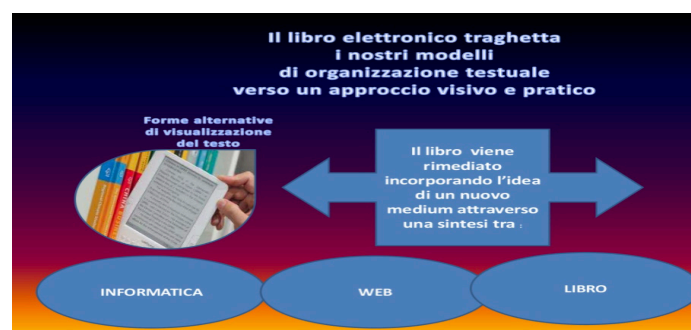 Il libro elettronico traghetta
i nostri modelli
di organizzazione testuale
verso un approccio visivo e pratico
Forme alternative
di visualizzazione
del testo
Il libro viene
rimediato
incorporando l’idea
di un nuovo
medium attraverso
una sintesi tra :
INFORMATICA
WEB
LIBRO